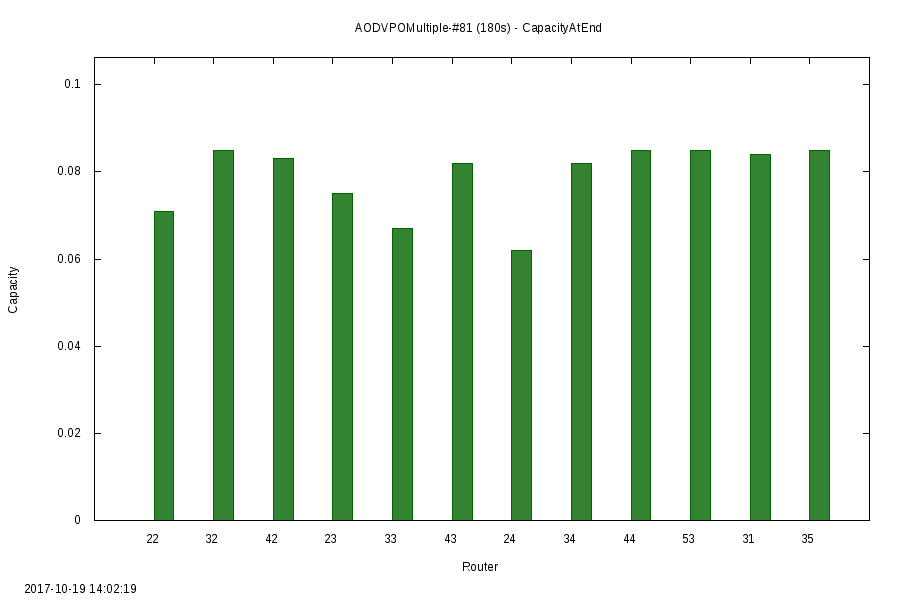 AODVPOMultiple-#81 (180s) - CapacityAtEnd
0.1
0.08
0.06
0.04
0.02
0
Capacity
22 32 42 23 33 43 24 34 44 53 31 35
Router
2017-10-19 14:02:19